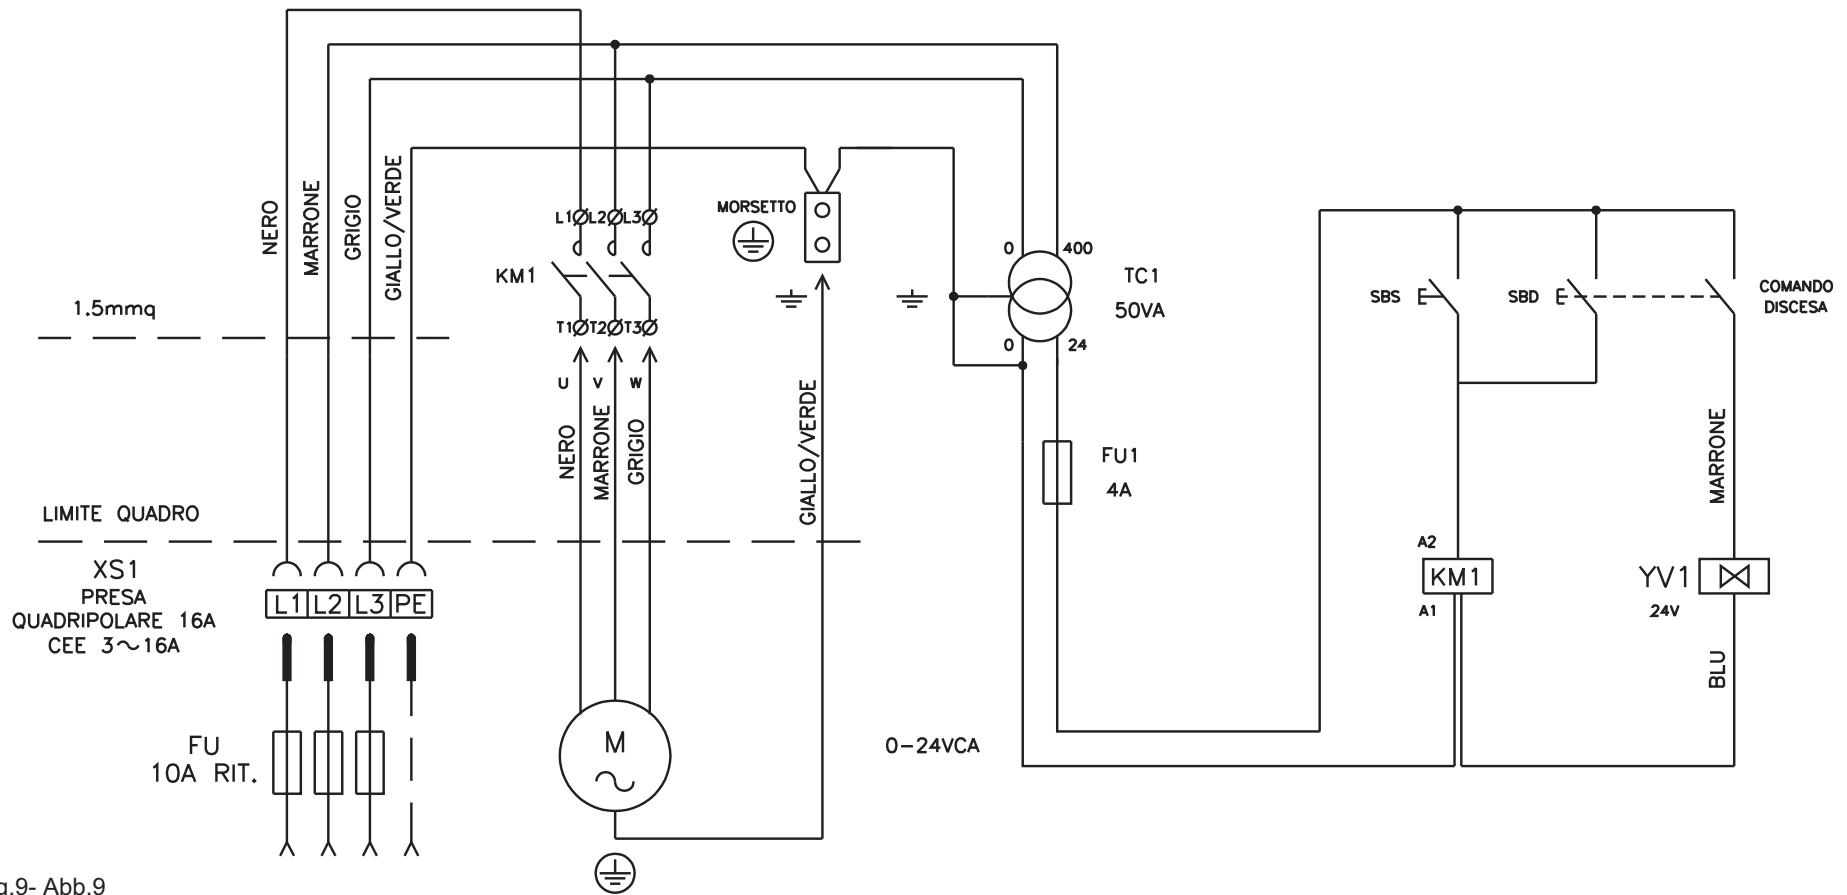 NERO
MARRONE
GRIGIO
GIALLO/VERDE
1.5mmq
LIMITE QUADRO
XS1
PRESA
QUADRIPOLARE 16A
CEE 3~16A
L1 L2 L3 PE
FU
10A RIT.
L1 L2 L3
KM1
T1 T2 T3
U V W
NERO
MARRONE
GRIGIO
M
MORSETTO
GIALLO/VERDE
0 400
TC1
50VA
0 24
FU1
4A
0-24VCA
SBS
SBD
COMANDO
DISCESA
MARRONE
A2
KM1
A1
YV1
24V
BLU
.9- Abb.9